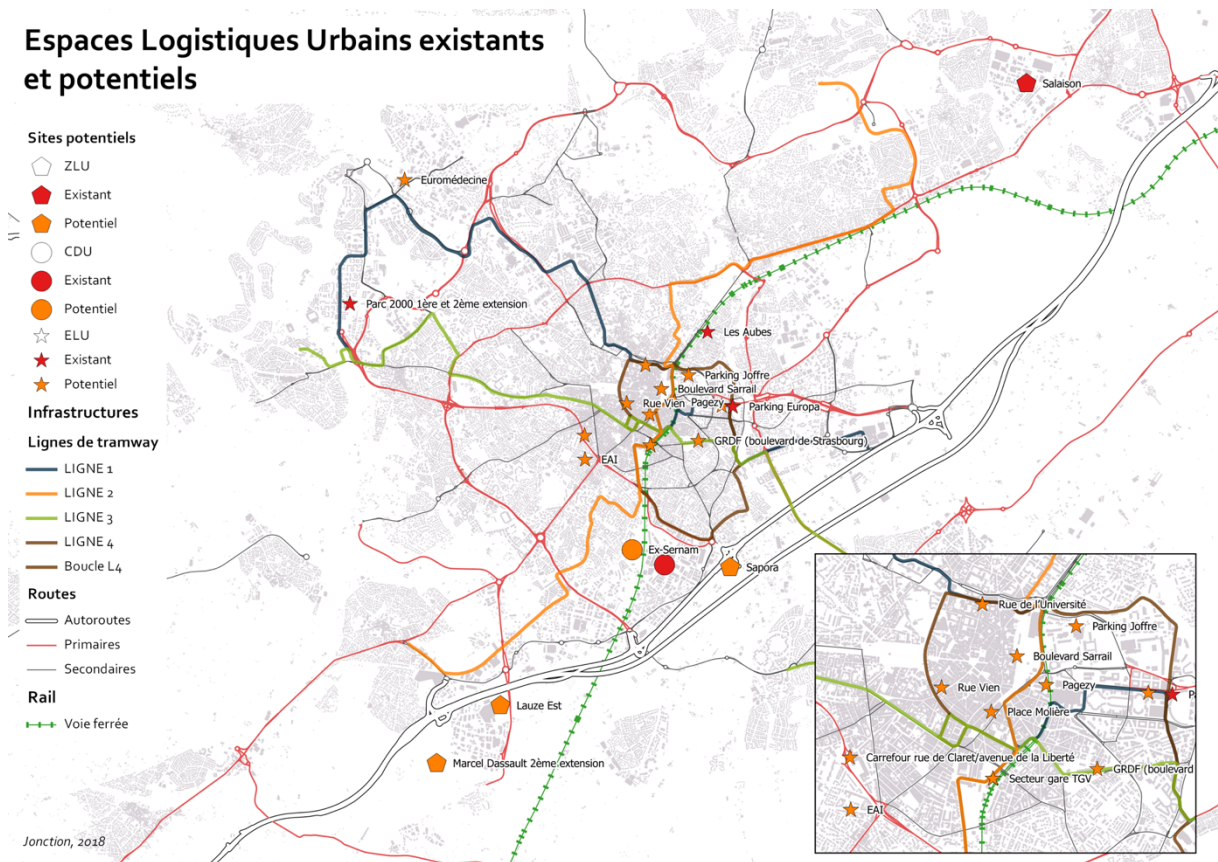 Espaces Logistiques Urbains existants
et potentiels
Sites potentiels
ZLU
Existant
Potentiel
CDU
Existant
Potentiel
ELU
Existant
Potentiel
Infrastructures
Lignes de tramway
LIGNE 1
LIGNE 2
LIGNE 3
LIGNE 4
Boucle L4
Routes
Autoroutes
Primaires
Secondaires
Rail
Voie ferrée
Jonction, 2018
Salaison
Euromédecine
Parc 2000 1ère et 2ème extension
Les Aubes
Parking Joffre
Boulevard Sarrail
Rue Vien
Pagezy
Parking Europa
GRDF (boulevard de Strasbourg)
EAI
Ex-Sernam
Sapora
Lauze Est
Marcel Dassault 2ème extension
Rue de l'Université
Parking Joffre
Boulevard Sarrail
Rue Vien
Pagezy
Pa
Place Molière
Carrefour rue de Claret/avenue de la Liberté
GRDF (boulevard
Secteur gare TGV
EAI